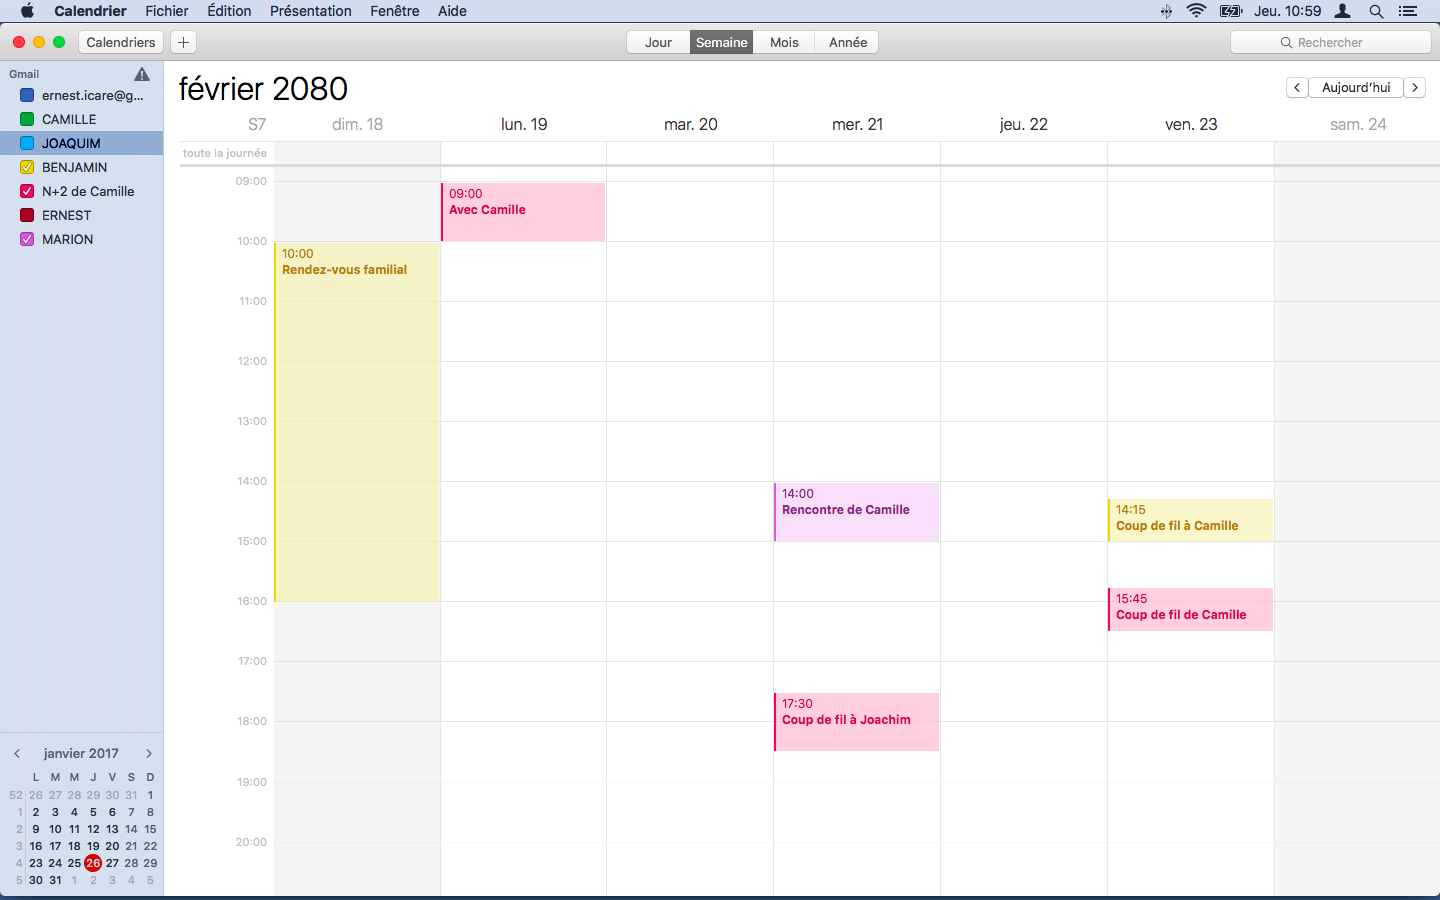 Calendrier Fichier Édition Présentation Fenêtre Aide Jeu. 10:59
Calendriers + Jour Semaine Mois Année Rechercher
Gmail
ernest.icare@g...
CAMILLE
JOAQUIM
BENJAMIN
N+2 de Camille
ERNEST
MARION
février 2080
Aujourd'hui
S7 dim. 18 lun. 19 mar. 20 mer. 21 jeu. 22 ven. 23 sam. 24
toute la journée
09:00
10:00
11:00
12:00
13:00
14:00
15:00
16:00
17:00
18:00
19:00
20:00
10:00
Rendez-vous familial
09:00
Avec Camille
14:00
Rencontre de Camille
17:30
Coup de fil à Joachim
14:15
Coup de fil à Camille
15:45
Coup de fil de Camille
janvier 2017
L M M J V S D
52 26 27 28 29 30 31 1
1 2 3 4 5 6 7 8
2 9 10 11 12 13 14 15
3 16 17 18 19 20 21 22
4 23 24 25 26 27 28 29
5 30 31 1 2 3 4 5